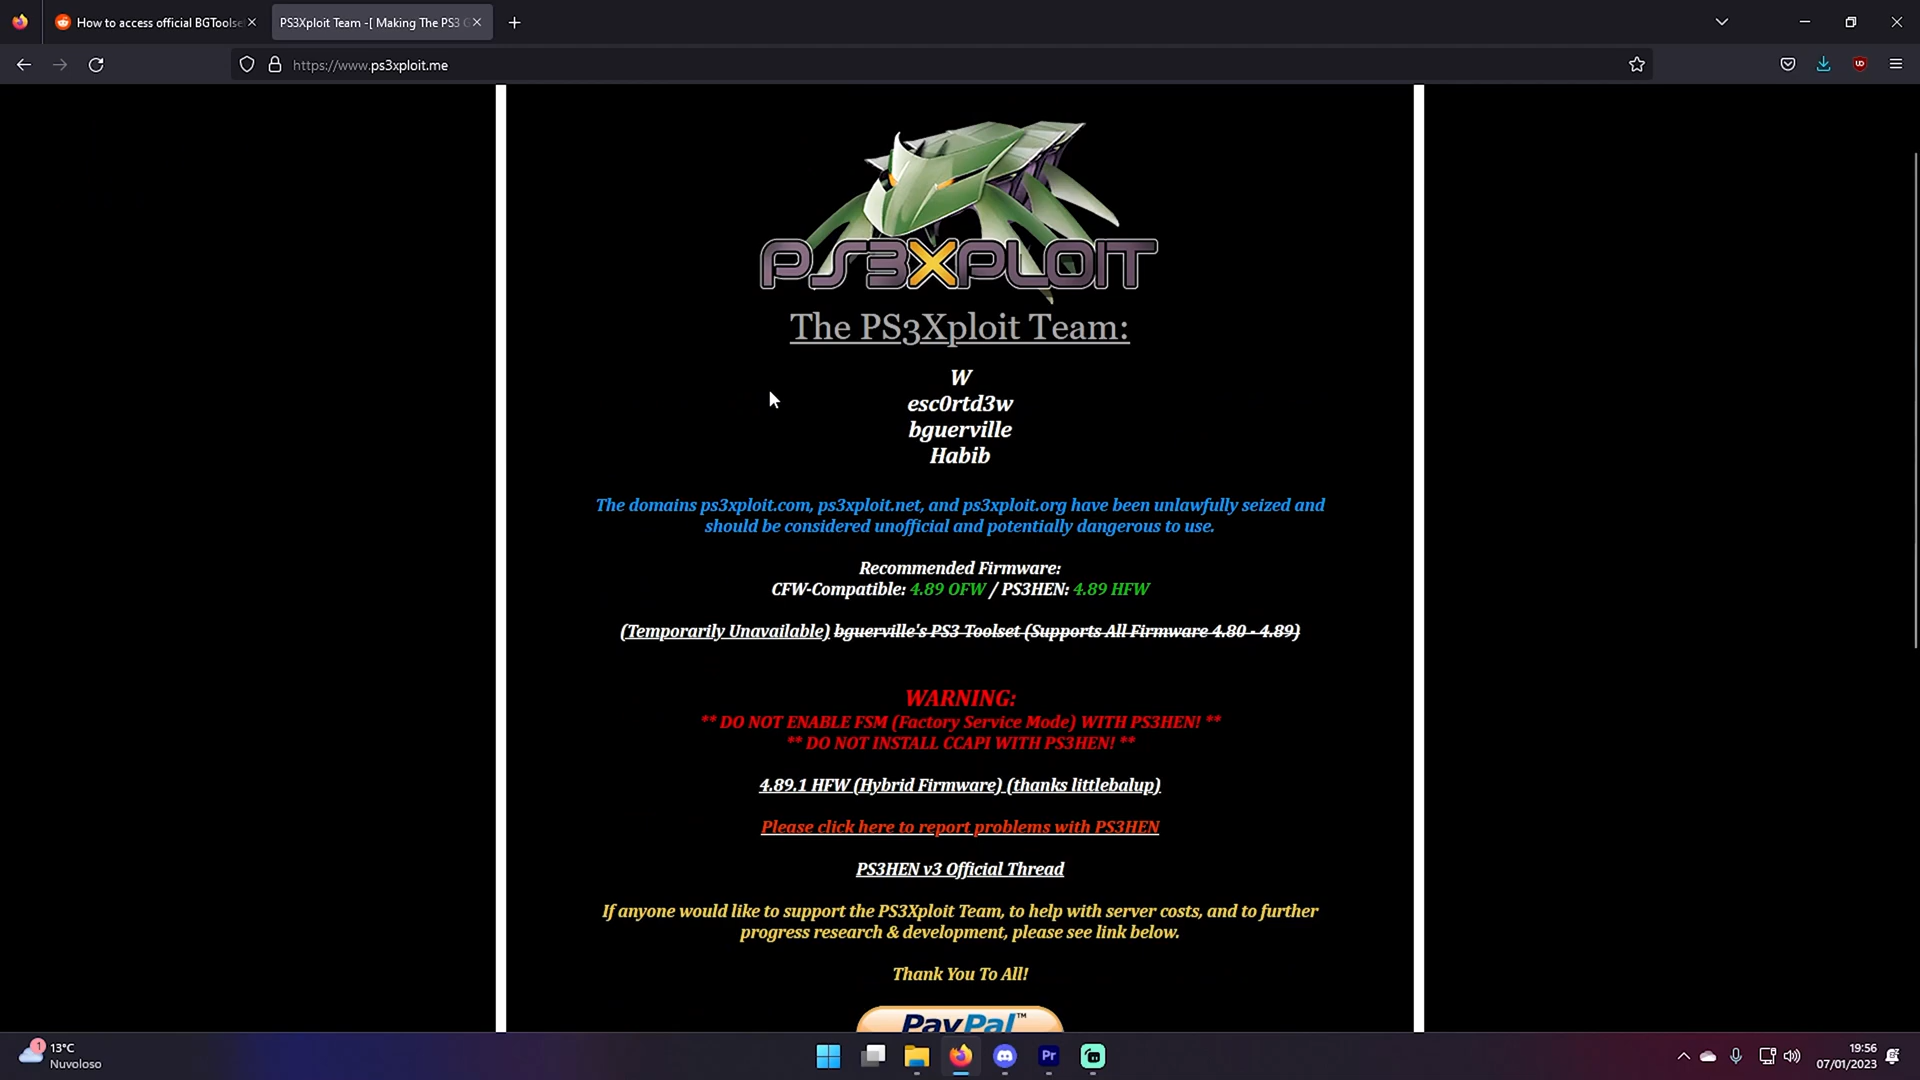 How to access official BGToolse
PS3Xploit Team -[ Making The PS3
https://www.ps3xploit.me
PS3XPLOIT
The PS3Xploit Team:
W
esc0rtd3w
bguerville
Habib
The domains ps3xploit.com, ps3xploit.net, and ps3xploit.org have been unlawfully seized and
should be considered unofficial and potentially dangerous to use.
Recommended Firmware:
CFW-Compatible: 4.89 OFW / PS3HEN: 4.89 HFW
(Temporarily Unavailable) bguerville's PS3 Toolset (Supports All Firmware 4.80 - 4.89)
WARNING:
** DO NOT ENABLE FSM (Factory Service Mode) WITH PS3HEN! **
** DO NOT INSTALL CCAPI WITH PS3HEN! **
4.89.1 HFW (Hybrid Firmware) (thanks littlebalup)
Please click here to report problems with PS3HEN
PS3HEN v3 Official Thread
If anyone would like to support the PS3Xploit Team, to help with server costs, and to further
progress research & development, please see link below.
Thank You To All!
PayPal™
1
13°C
Nuvoloso
Pr
19:56
07/01/2023